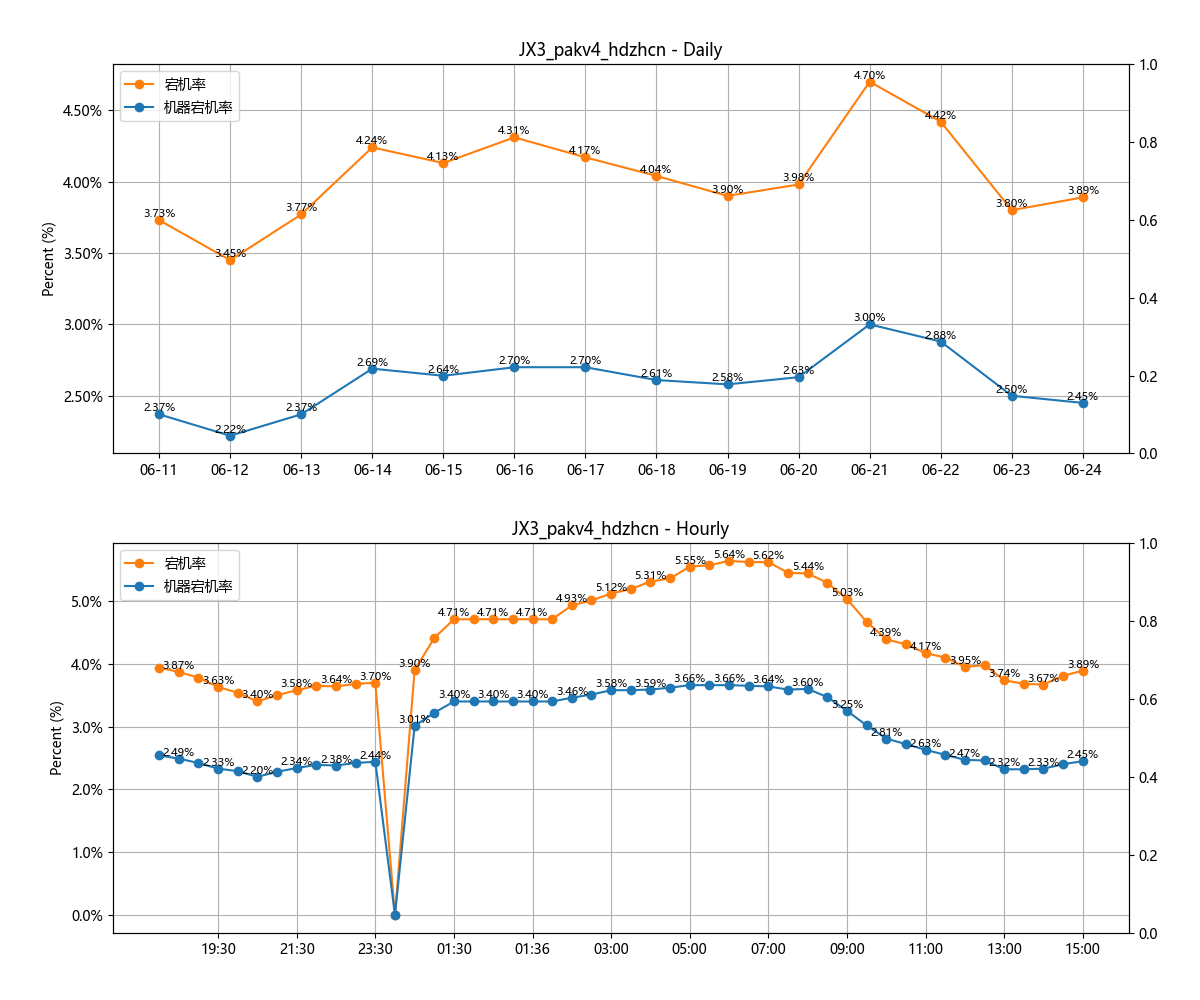 JX3_pakv4_hdzhcn - Daily
宕机率
机器宕机率
Percent (%)
4.50%
4.00%
3.50%
3.00%
2.50%
1.0
0.8
0.6
0.4
0.2
0.0
3.73% 3.45% 3.77% 4.24% 4.13% 4.31% 4.17% 4.04% 3.90% 3.98% 4.70% 4.42% 3.80% 3.89%
2.37% 2.22% 2.37% 2.69% 2.64% 2.70% 2.70% 2.61% 2.58% 2.63% 3.00% 2.88% 2.50% 2.45%
06-11 06-12 06-13 06-14 06-15 06-16 06-17 06-18 06-19 06-20 06-21 06-22 06-23 06-24
JX3_pakv4_hdzhcn - Hourly
宕机率
机器宕机率
Percent (%)
5.0%
4.0%
3.0%
2.0%
1.0%
0.0%
1.0
0.8
0.6
0.4
0.2
0.0
3.87% 3.63% 3.40% 3.58% 3.64% 3.70% 3.90% 4.71% 4.71% 4.71% 4.93% 5.12% 5.31% 5.55% 5.64% 5.62% 5.44% 5.03% 4.39% 4.17% 3.95% 3.74% 3.67% 3.89%
2.49% 2.33% 2.20% 2.34% 2.38% 2.44% 3.01% 3.40% 3.40% 3.40% 3.46% 3.58% 3.59% 3.66% 3.66% 3.64% 3.60% 3.25% 2.81% 2.63% 2.47% 2.32% 2.33% 2.45%
19:30 21:30 23:30 01:30 01:36 03:00 05:00 07:00 09:00 11:00 13:00 15:00